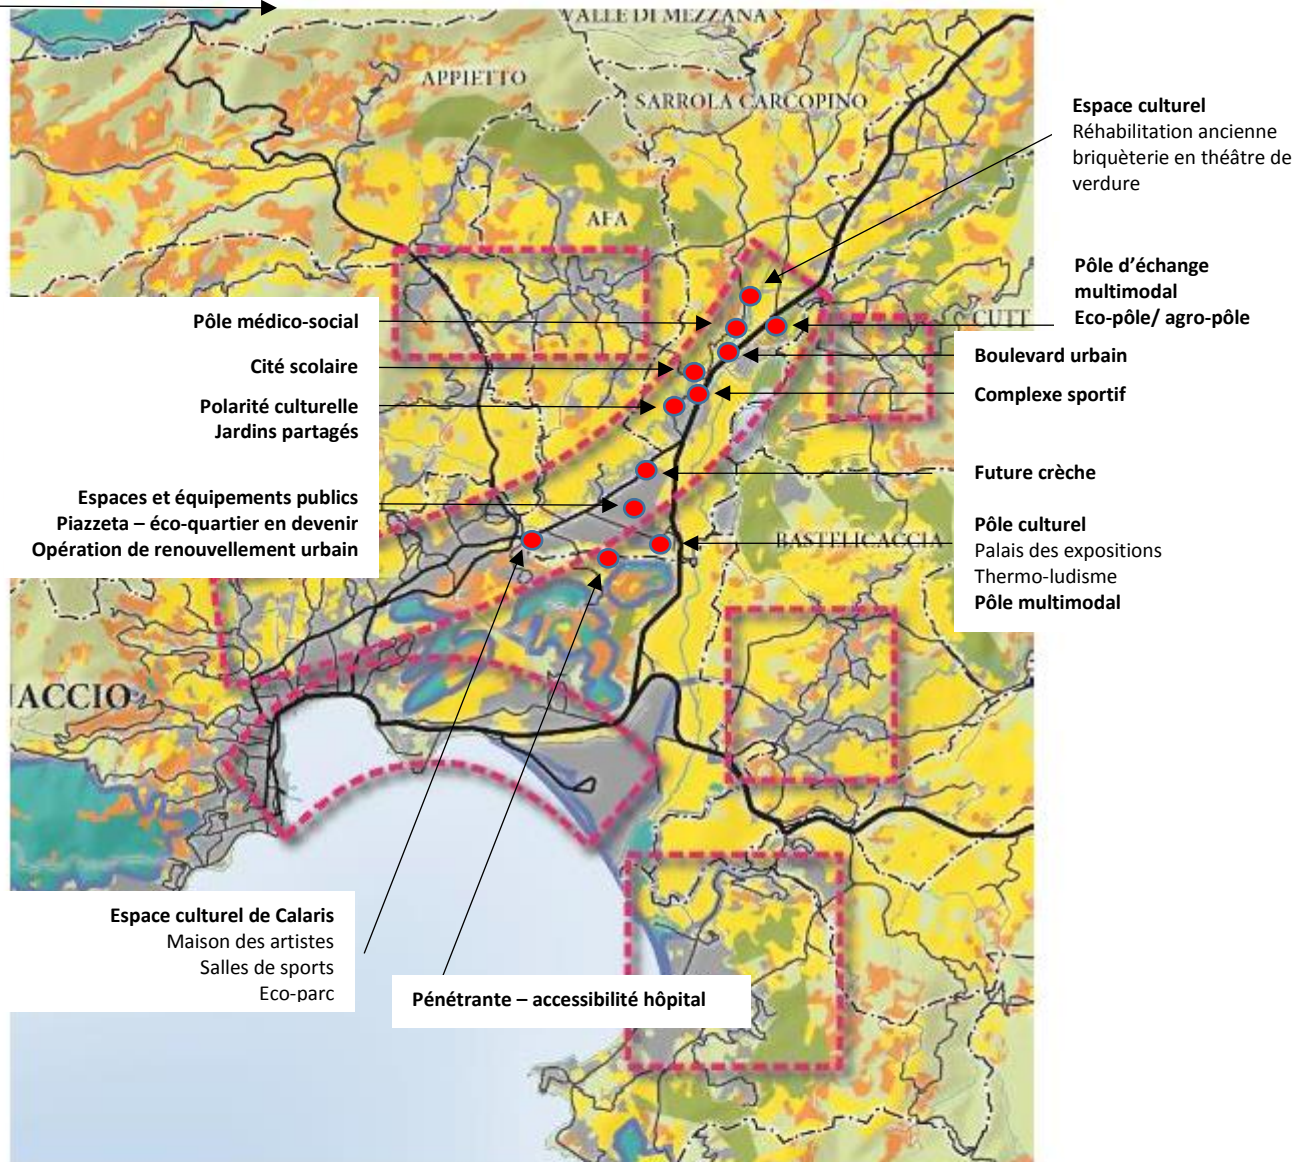 VALLE DI MEZZANA
APPIETTO
SARROLA CARCOPINO
AFA
CUTT
BASTELICACCIA
JACCIO
Espace culturel
Réhabilitation ancienne
briquèterie en théâtre de
verdure
Pôle d’échange
multimodal
Eco-pôle/ agro-pôle
Pôle médico-social
Cité scolaire
Polarité culturelle
Jardins partagés
Espaces et équipements publics
Piazzeta – éco-quartier en devenir
Opération de renouvellement urbain
Boulevard urbain
Complexe sportif
Future crèche
Pôle culturel
Palais des expositions
Thermo-ludisme
Pôle multimodal
Espace culturel de Calaris
Maison des artistes
Salles de sports
Eco-parc
Pénétrante – accessibilité hôpital